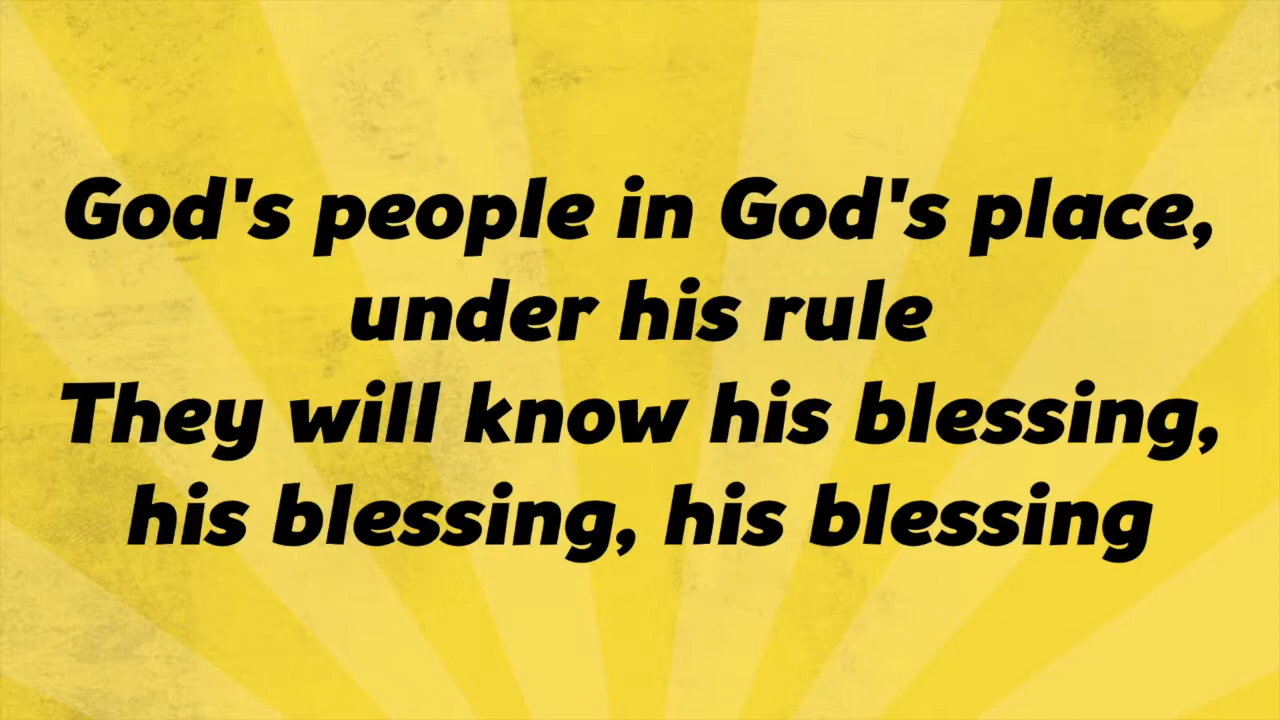 God's people in God's place,
under his rule
They will know his blessing,
his blessing, his blessing